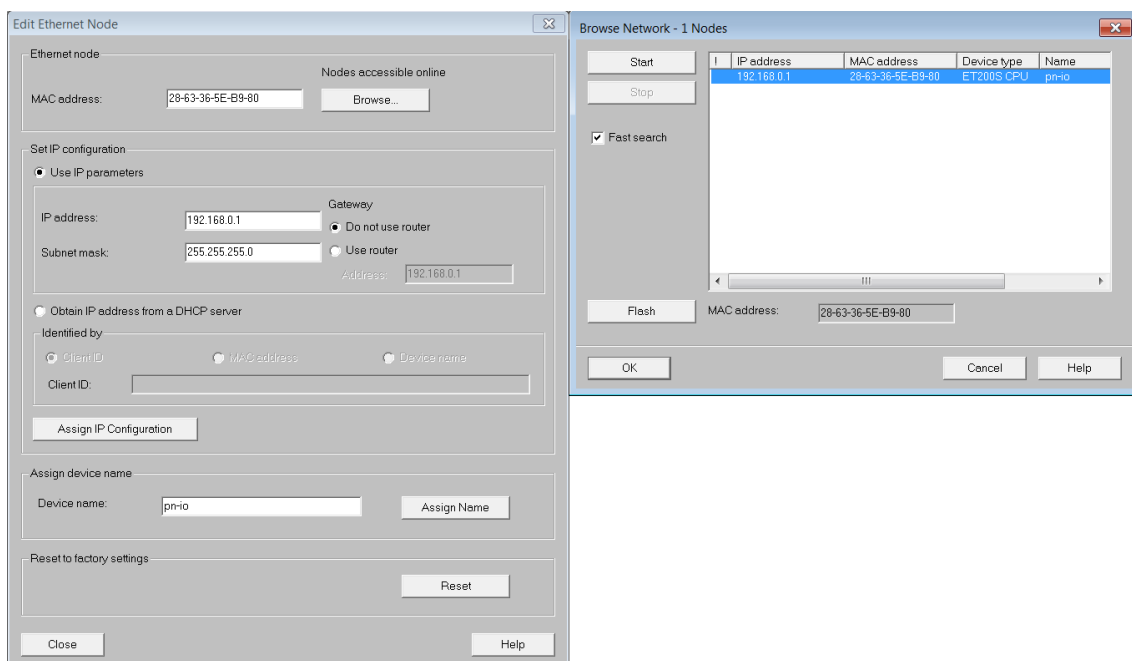 Edit Ethernet Node
Ethernet node
Nodes accessible online
MAC address: 28-63-36-5E-B9-80 Browse...
Set IP configuration
Use IP parameters
Gateway
IP address: 192.168.0.1 Do not use router
Subnet mask: 255.255.255.0 Use router
Address: 192.168.0.1
Obtain IP address from a DHCP server
Identified by
Client ID MAC address Device name
Client ID:
Assign IP Configuration
Assign device name
Device name: pn-io Assign Name
Reset to factory settings
Reset
Close Help
Browse Network - 1 Nodes
Start
Stop
Fast search
! IP address MAC address Device type Name
192.168.0.1 28-63-36-5E-B9-80 ET200S CPU pn-io
Flash MAC address: 28-63-36-5E-B9-80
OK Cancel Help